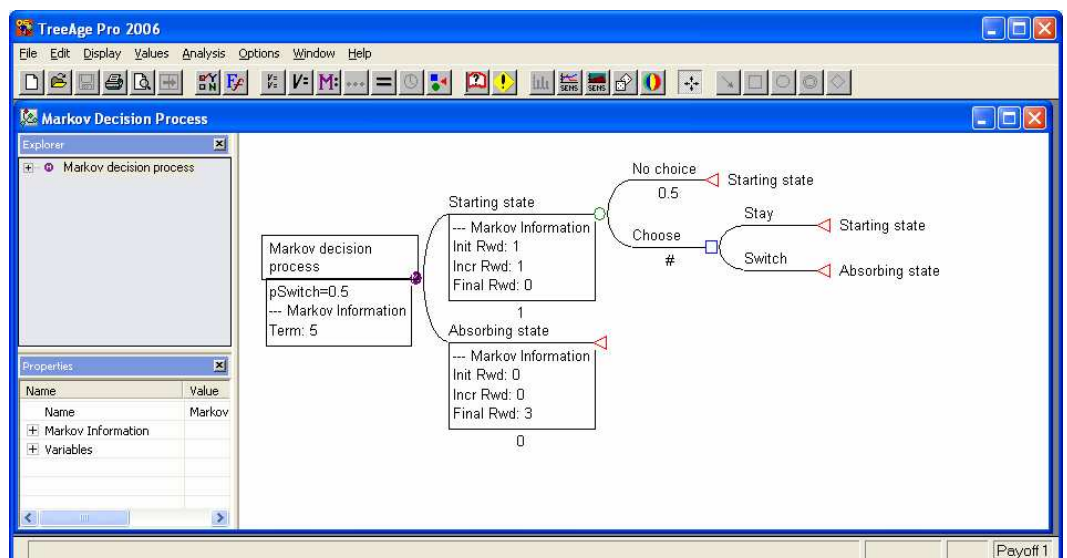 TreeAge Pro 2006
File Edit Display Values Analysis Options Window Help
Markov Decision Process
Explorer
Markov decision process
Properties
Name Value
Name Markov
Markov Information
Variables
Markov decision
process
pSwitch=0.5
--- Markov Information
Term: 5
Starting state
--- Markov Information
Init Rwd: 1
Incr Rwd: 1
Final Rwd: 0
1
Absorbing state
--- Markov Information
Init Rwd: 0
Incr Rwd: 0
Final Rwd: 3
0
No choice
0.5
Starting state
Choose
#
Stay
Starting state
Switch
Absorbing state
Payoff 1